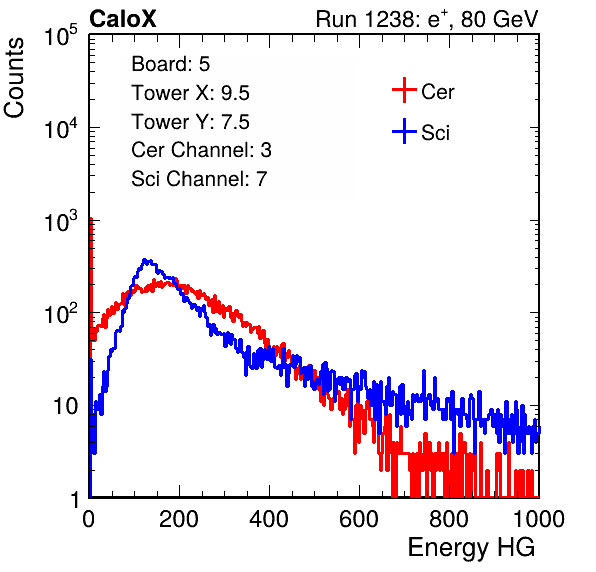 CaloX Run 1238: e⁺, 80 GeV
Counts
Board: 5
Tower X: 9.5
Tower Y: 7.5
Cer Channel: 3
Sci Channel: 7
Cer
Sci
10⁵
10⁴
10³
10²
10
1
0 200 400 600 800 1000
Energy HG